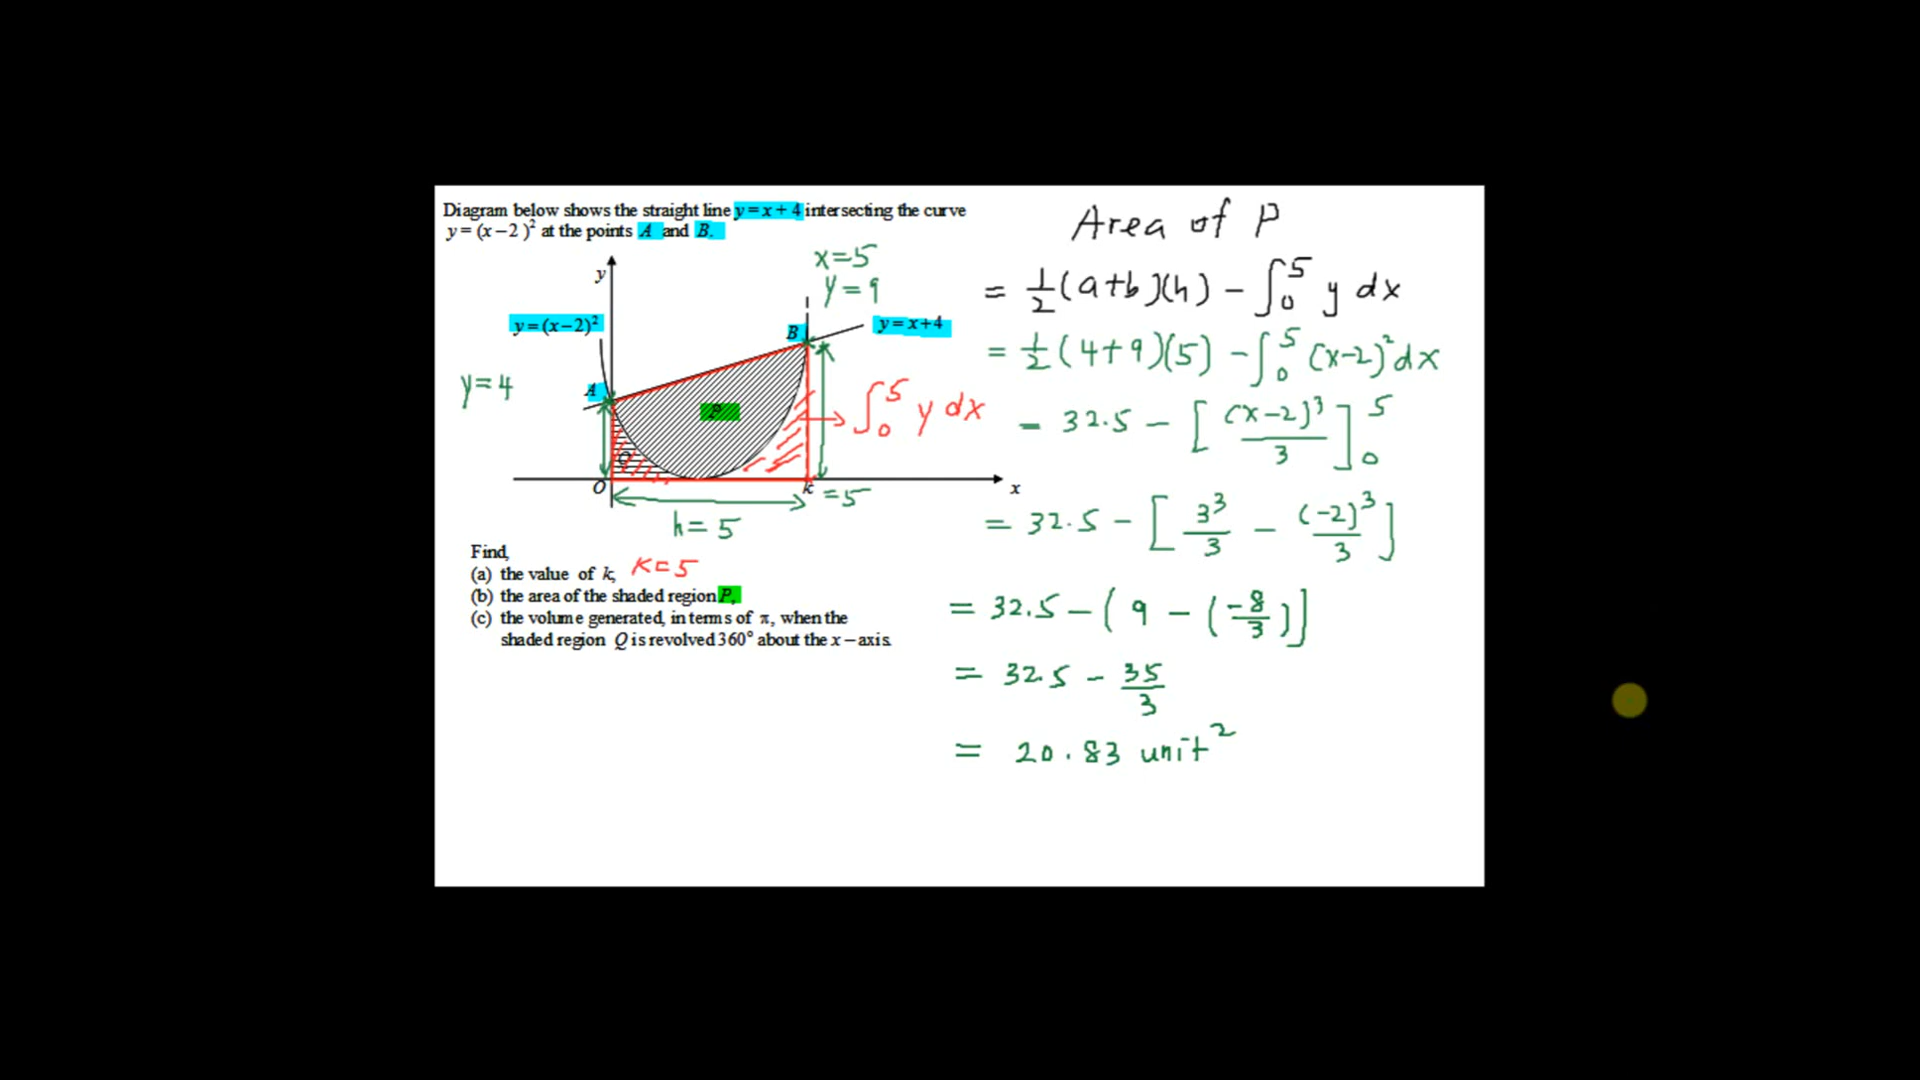 Diagram below shows the straight line y = x + 4 intersecting the curve
y = (x – 2 )² at the points A and B.
x=5
y=9
y
y = (x – 2)²
B
y = x+4
y=4
A
P
∫₀⁵ y dx
Q
O
k =5
x
h=5
Find,
(a) the value of k, K=5
(b) the area of the shaded region P,
(c) the volume generated, in terms of π, when the
shaded region Q is revolved 360° about the x – axis.
Area of P
= ½(a+b)(h) – ∫₀⁵ y dx
= ½(4+9)(5) – ∫₀⁵ (x-2)² dx
= 32.5 – [(x-2)³/3]₀⁵
= 32.5 – [3³/3 – (-2)³/3]
= 32.5 – (9 – (-8/3)]
= 32.5 – 35/3
= 20.83 unit²